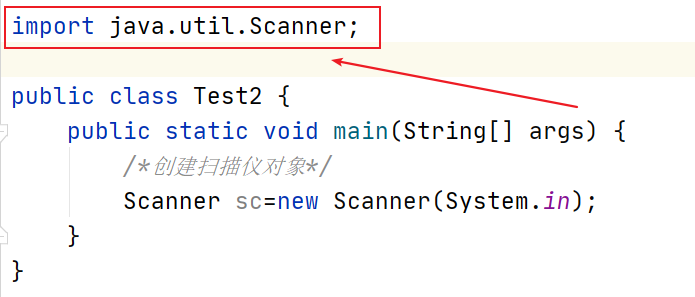 import java.util.Scanner;
public class Test2 {
public static void main(String[] args) {
/*创建扫描仪对象*/
Scanner sc=new Scanner(System.in);
}
}